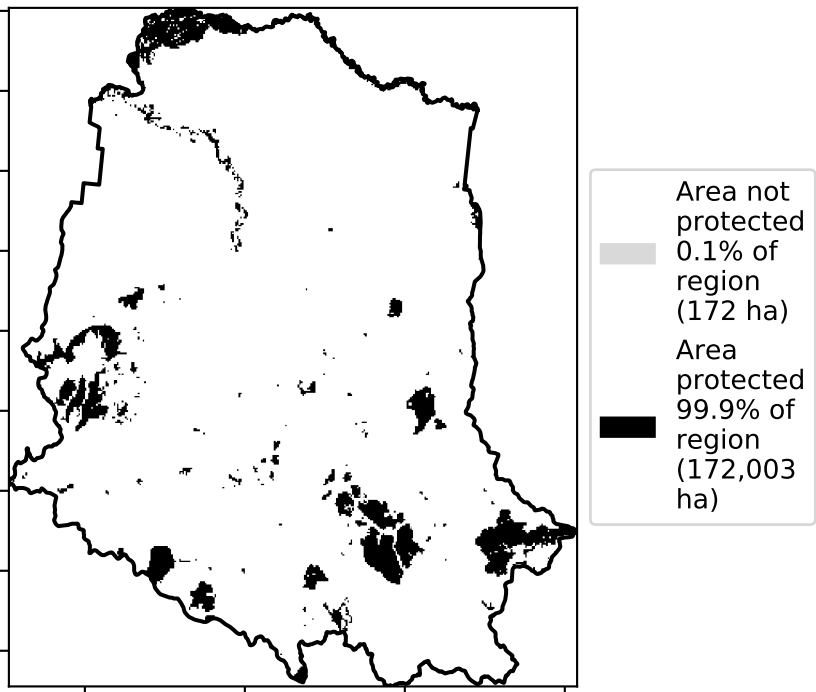 Area not
protected
0.1% of
region
(172 ha)
Area
protected
99.9% of
region
(172,003
ha)